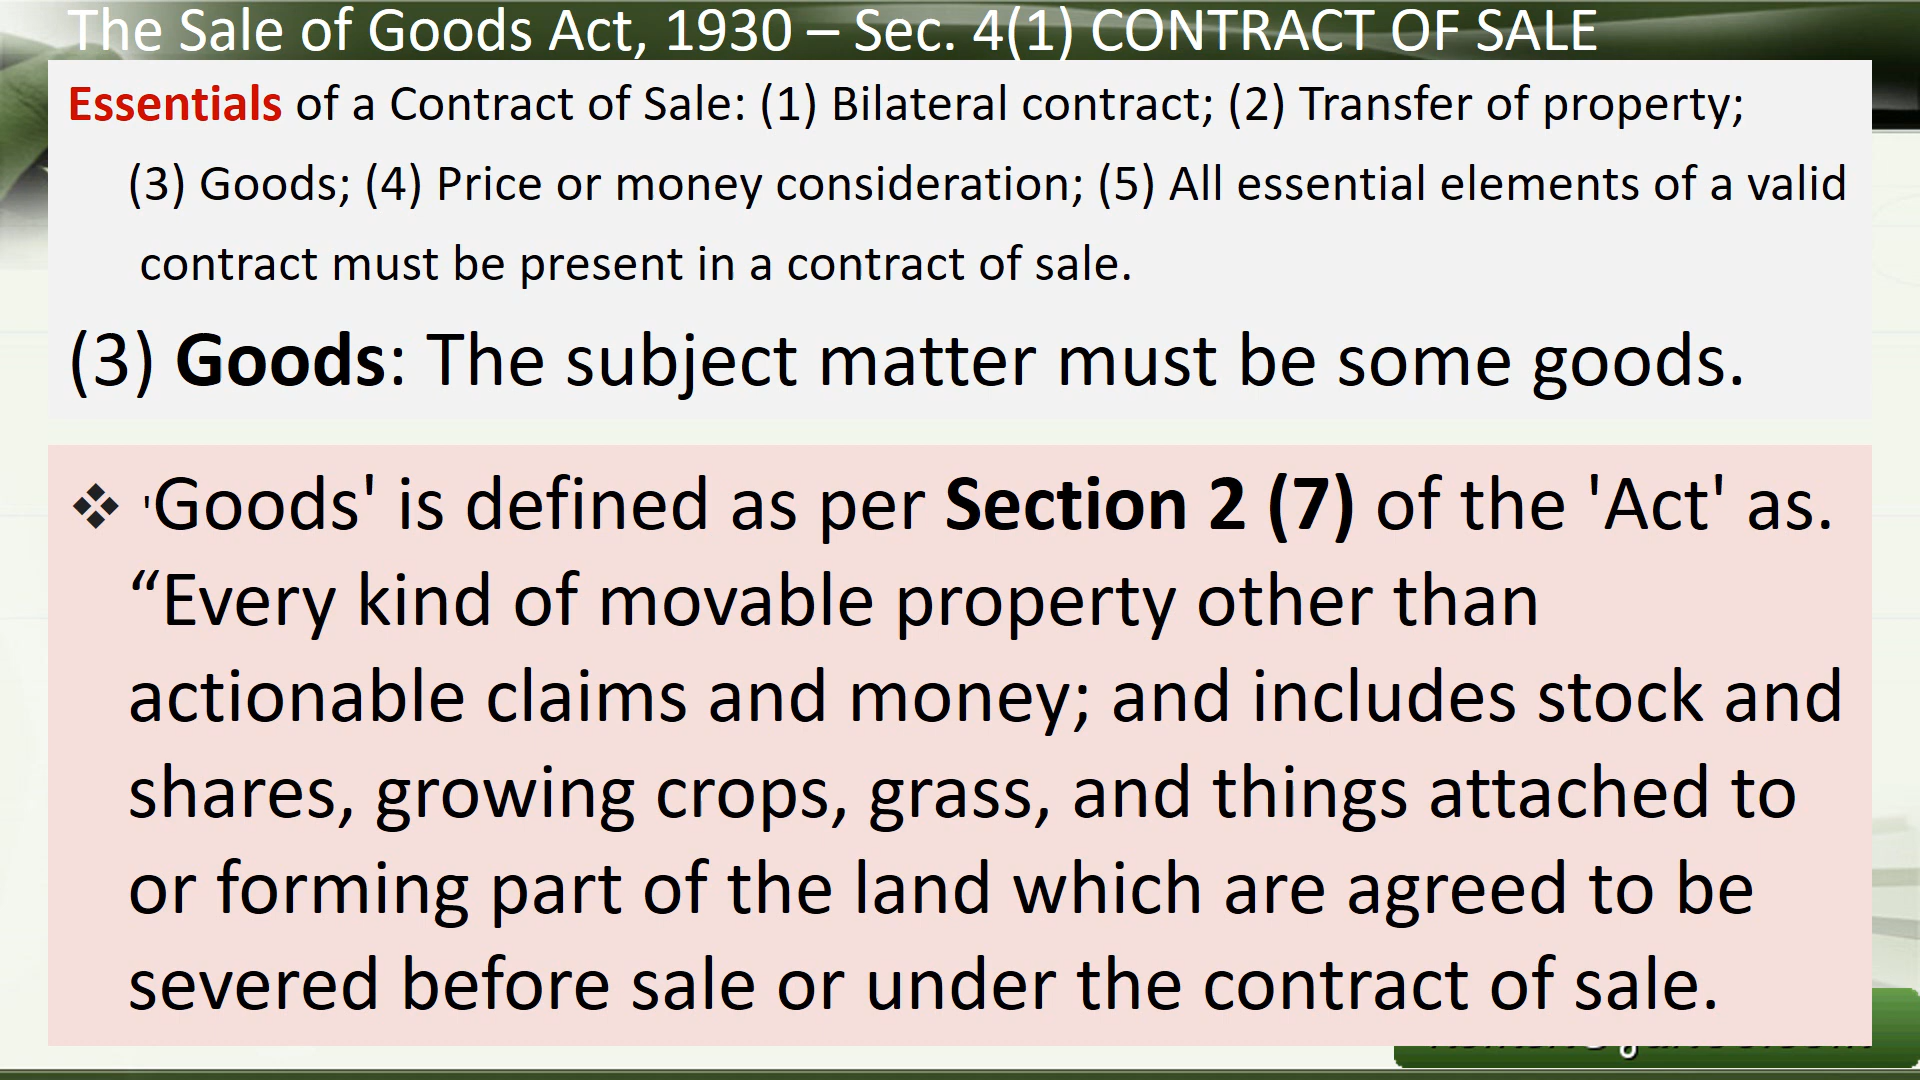 The Sale of Goods Act, 1930 – Sec. 4(1) CONTRACT OF SALE
Essentials of a Contract of Sale: (1) Bilateral contract; (2) Transfer of property;
(3) Goods; (4) Price or money consideration; (5) All essential elements of a valid
contract must be present in a contract of sale.
(3) Goods: The subject matter must be some goods.
❖ 'Goods' is defined as per Section 2 (7) of the 'Act' as.
“Every kind of movable property other than
actionable claims and money; and includes stock and
shares, growing crops, grass, and things attached to
or forming part of the land which are agreed to be
severed before sale or under the contract of sale.